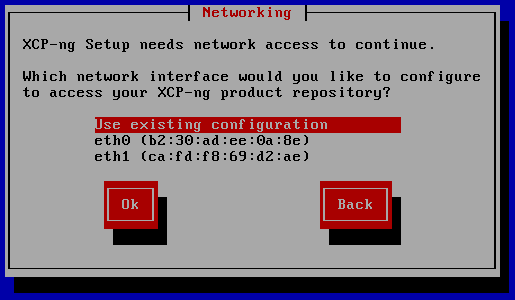 Networking
XCP-ng Setup needs network access to continue.
Which network interface would you like to configure
to access your XCP-ng product repository?
Use existing configuration
eth0 (b2:30:ad:ee:0a:8e)
eth1 (ca:fd:f8:69:d2:ae)
Ok Back